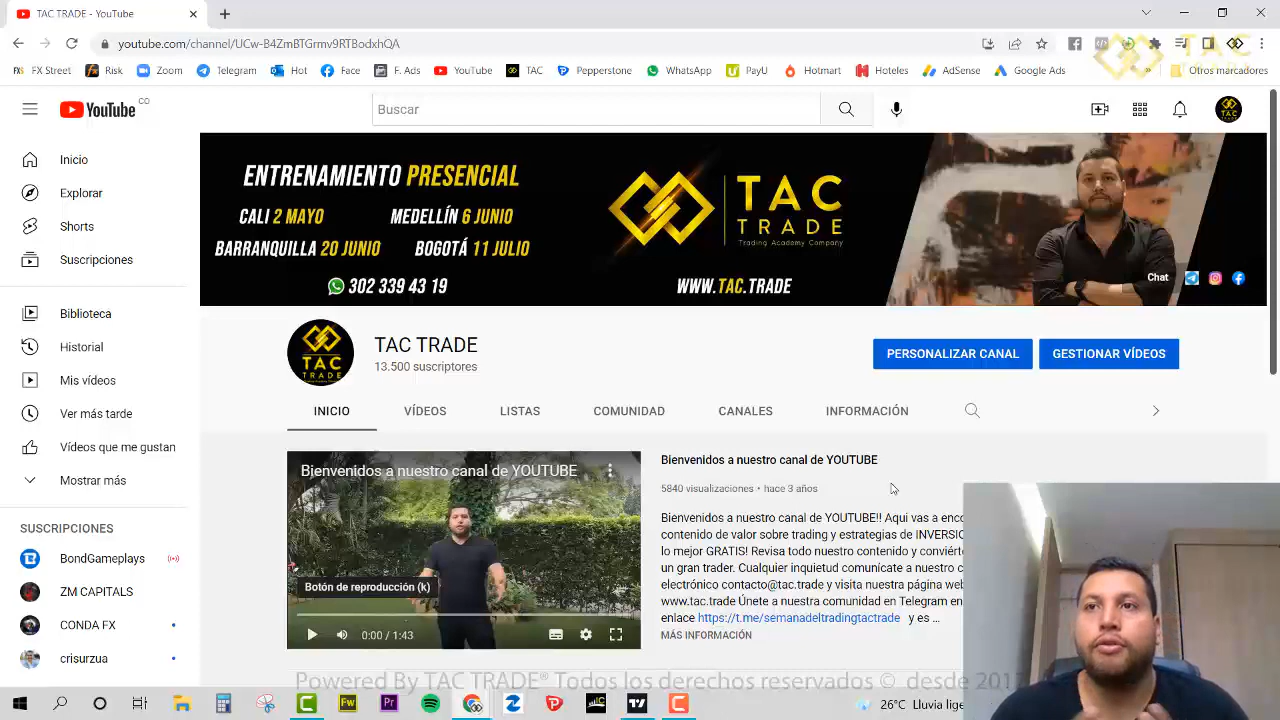 TAC TRADE - YouTube
youtube.com/channel/UCw-B4ZmBTGrmv9RTBodxhQA
FX Street
Risk
Zoom
Telegram
Hot
Face
F. Ads
YouTube
TAC
Pepperstone
WhatsApp
PayU
Hotmart
Hoteles
AdSense
Google Ads
Otros marcadores
YouTube CO
Buscar
Inicio
Explorar
Shorts
Suscripciones
Biblioteca
Historial
Mis vídeos
Ver más tarde
Vídeos que me gustan
Mostrar más
SUSCRIPCIONES
BondGameplays
ZM CAPITALS
CONDA FX
crisurzua
ENTRENAMIENTO PRESENCIAL
CALI 2 MAYO MEDELLÍN 6 JUNIO
BARRANQUILLA 20 JUNIO BOGOTÁ 11 JULIO
302 339 43 19
TAC
TRADE
Trading Academy Company
WWW.TAC.TRADE
Chat
TAC
TRADE
TAC TRADE
13.500 suscriptores
PERSONALIZAR CANAL
GESTIONAR VÍDEOS
INICIO
VÍDEOS
LISTAS
COMUNIDAD
CANALES
INFORMACIÓN
Bienvenidos a nuestro canal de YOUTUBE
Botón de reproducción (k)
0:00 / 1:43
Bienvenidos a nuestro canal de YOUTUBE
5840 visualizaciones • hace 3 años
Bienvenidos a nuestro canal de YOUTUBE!! Aqui vas a enco
contenido de valor sobre trading y estrategias de INVERSIO
lo mejor GRATIS! Revisa todo nuestro contenido y conviérte
un gran trader. Cualquier inquietud comunícate a nuestro c
electrónico contacto@tac.trade y visita nuestra página web
www.tac.trade Únete a nuestra comunidad en Telegram en
enlace https://t.me/semanadeltradingtactrade y es ...
MÁS INFORMACIÓN
Powered By TAC TRADE® Todos los derechos reservados © desde 201
26°C Lluvia lige